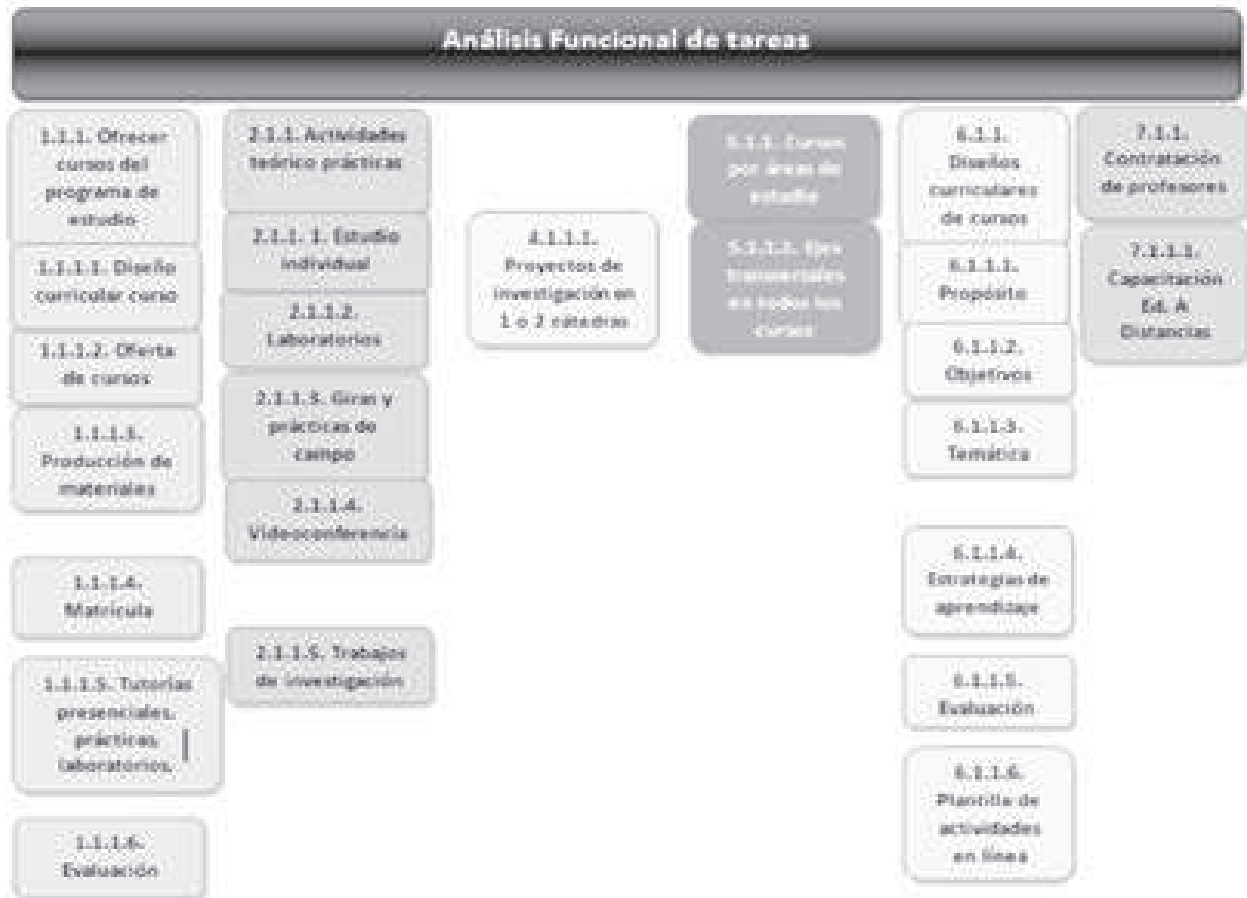 Análisis Funcional de tareas
1.1.1. Ofrecer
cursos del
programa de
estudio
1.1.1.1. Diseño
curricular curso
1.1.1.2. Oferta
de cursos
1.1.1.3.
Producción de
materiales
1.1.1.4.
Matrícula
1.1.1.5. Tutorías
presenciales,
prácticas,
laboratorios,
1.1.1.6.
Evaluación
2.1.1. Actividades
teórico prácticas
2.1.1. 1. Estudio
individual
2.1.1.2.
Laboratorios
2.1.1.3. Giras y
prácticas de
campo
2.1.1.4.
Videoconferencia
2.1.1.5. Trabajos
de investigación
4.1.1.1.
Proyectos de
investigación en
1 o 2 cátedras
5.1.1. Cursos
por áreas de
estudio
5.1.1.1. Ejes
transversales
en todos los
cursos
6.1.1.
Diseños
curriculares
de cursos
6.1.1.1.
Propósito
6.1.1.2.
Objetivos
6.1.1.3.
Temática
6.1.1.4.
Estrategias de
aprendizaje
6.1.1.5.
Evaluación
6.1.1.6.
Plantilla de
actividades
en línea
7.1.1.
Contratación
de profesores
7.1.1.1.
Capacitación
Ed. A
Distancias